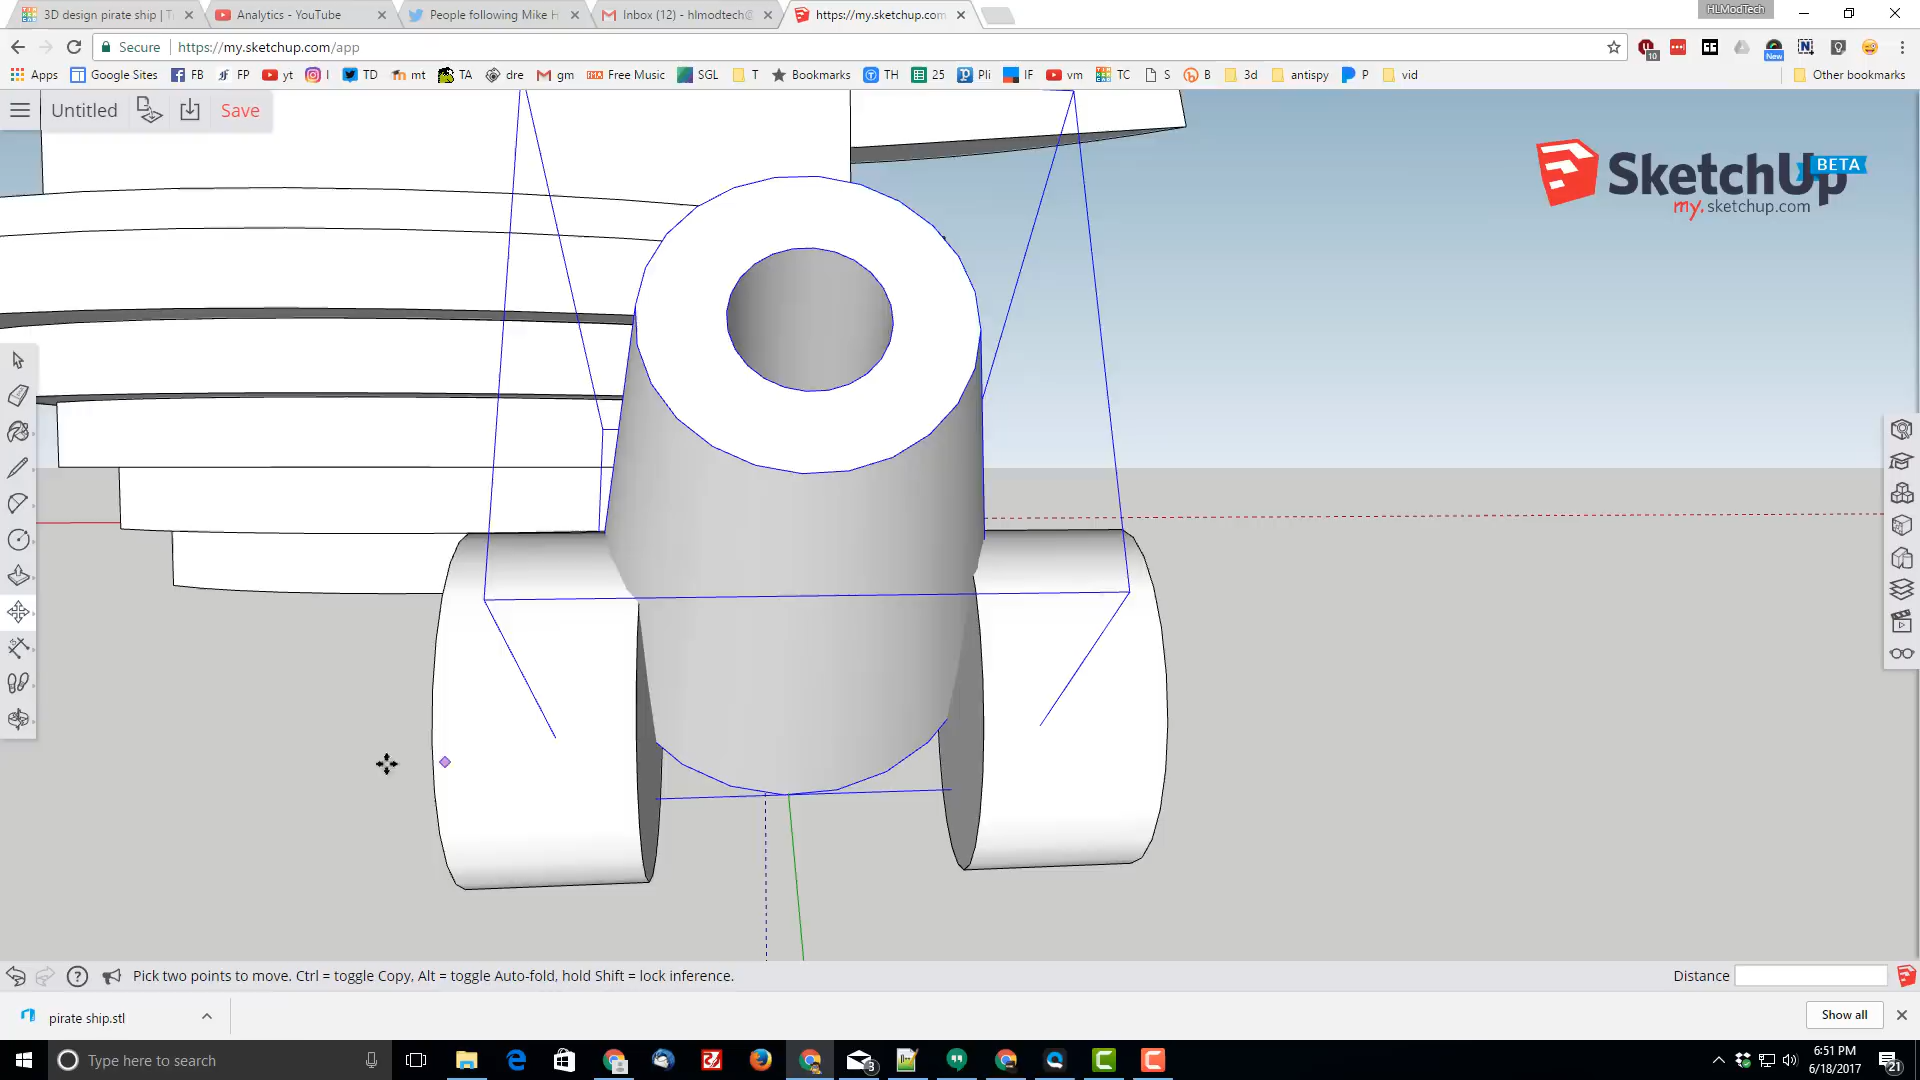 3D design pirate ship | T
Analytics - YouTube
People following Mike H
Inbox (12) - hlmodtech@
https://my.sketchup.com
HLModTech
Secure
https://my.sketchup.com/app
10
New
Apps
Google Sites
FB
FP
yt
I
TD
mt
TA
dre
gm
Free Music
SGL
T
Bookmarks
TH
25
Pli
IF
vm
TC
S
B
3d
antispy
P
vid
Other bookmarks
Untitled
Save
SketchUp
BETA
my.sketchup.com
Pick two points to move. Ctrl = toggle Copy, Alt = toggle Auto-fold, hold Shift = lock inference.
Distance
pirate ship.stl
Show all
Type here to search
3
6:51 PM
6/18/2017
21